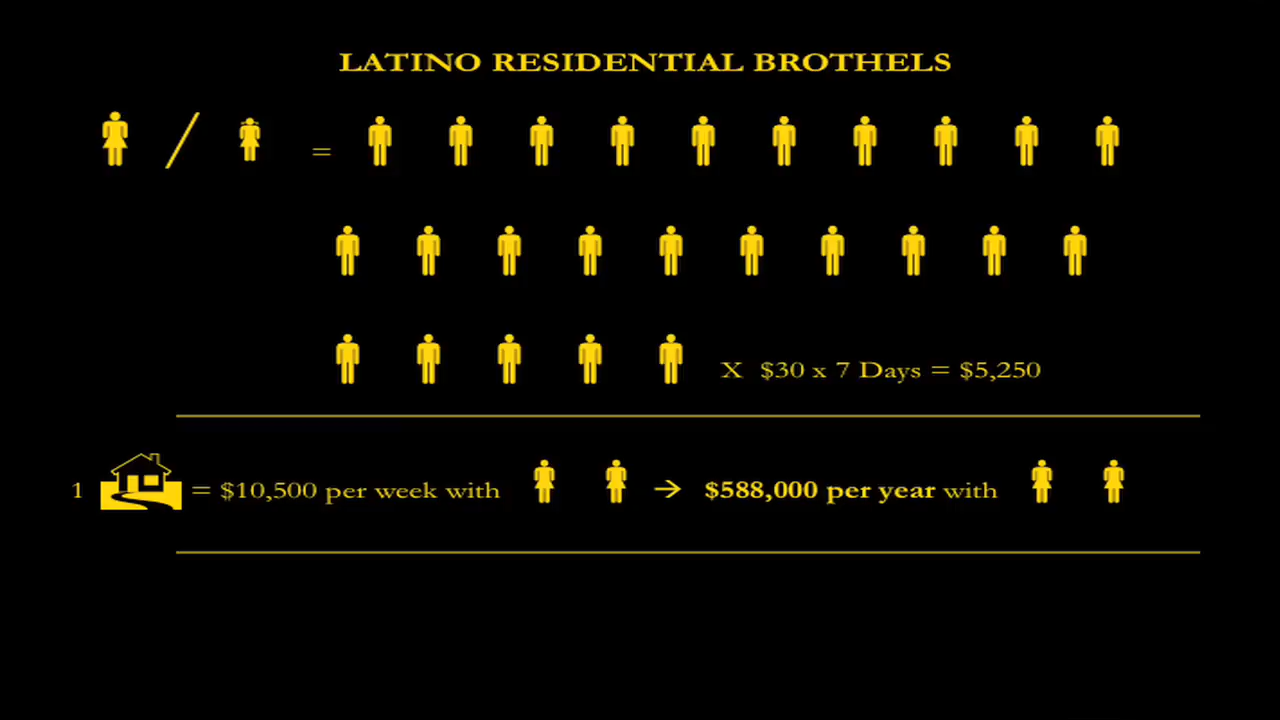 LATINO RESIDENTIAL BROTHELS
/ =
X $30 x 7 Days = $5,250
1 = $10,500 per week with → $588,000 per year with